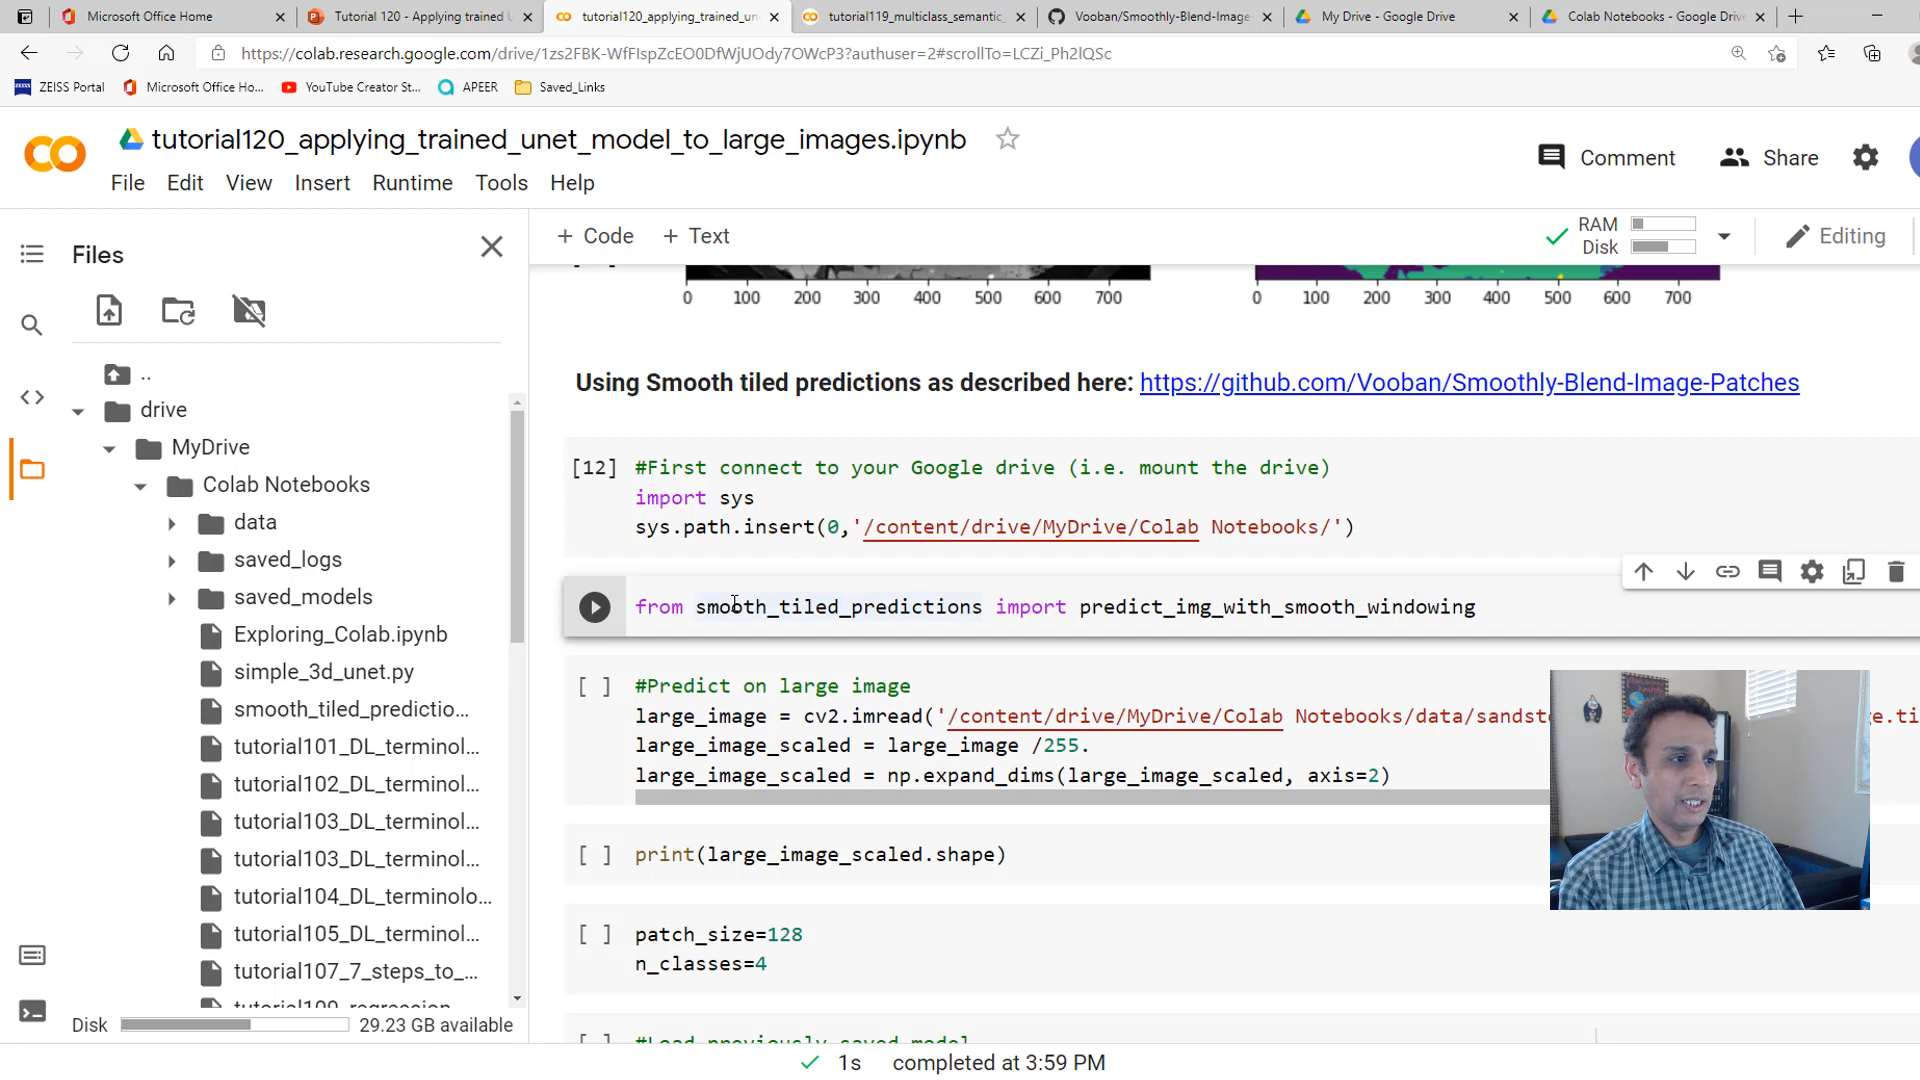 Microsoft Office Home
Tutorial 120 - Applying trained U
tutorial120_applying_trained_un
tutorial119_multiclass_semantic_
Vooban/Smoothly-Blend-Image-
My Drive - Google Drive
Colab Notebooks - Google Drive
https://colab.research.google.com/drive/1zs2FBK-WfFIspZcEO0DfWjUOdy7OWcP3?authuser=2#scrollTo=LCZi_Ph2lQSc
ZEISS Portal
Microsoft Office Ho...
YouTube Creator St...
APEER
Saved_Links
tutorial120_applying_trained_unet_model_to_large_images.ipynb
Comment
Share
File Edit View Insert Runtime Tools Help
Files
+ Code + Text
RAM
Disk
Editing
0 100 200 300 400 500 600 700
0 100 200 300 400 500 600 700
..
drive
MyDrive
Colab Notebooks
data
saved_logs
saved_models
Exploring_Colab.ipynb
simple_3d_unet.py
smooth_tiled_predictio...
tutorial101_DL_terminol...
tutorial102_DL_terminol...
tutorial103_DL_terminol...
tutorial103_DL_terminol...
tutorial104_DL_terminolo...
tutorial105_DL_terminol...
tutorial107_7_steps_to_...
tutorial109_regression
Disk
29.23 GB available
Using Smooth tiled predictions as described here: https://github.com/Vooban/Smoothly-Blend-Image-Patches
[12] #First connect to your Google drive (i.e. mount the drive)
import sys
sys.path.insert(0,'/content/drive/MyDrive/Colab Notebooks/')
from smooth_tiled_predictions import predict_img_with_smooth_windowing
[ ] #Predict on large image
large_image = cv2.imread('/content/drive/MyDrive/Colab Notebooks/data/sandst
large_image_scaled = large_image /255.
large_image_scaled = np.expand_dims(large_image_scaled, axis=2)
[ ] print(large_image_scaled.shape)
[ ] patch_size=128
n_classes=4
[ ] #Load previously saved model
1s completed at 3:59 PM